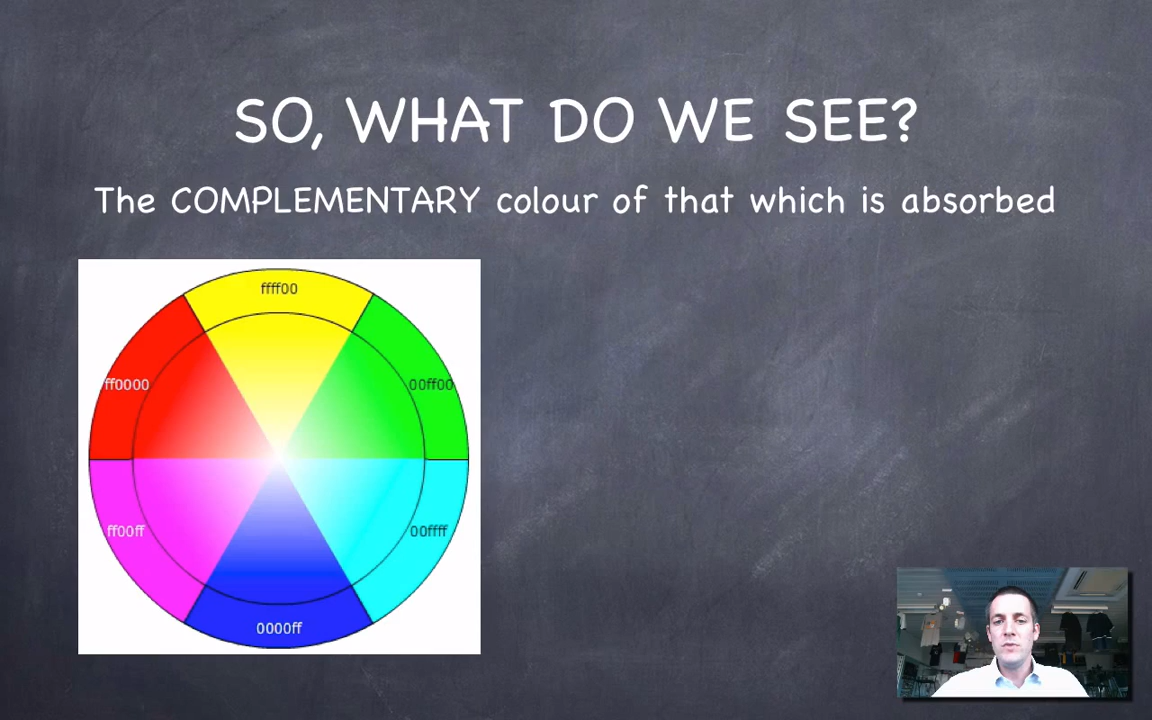 SO, WHAT DO WE SEE?
The COMPLEMENTARY colour of that which is absorbed
ffff00
ff0000
00ff00
ff00ff
00ffff
0000ff